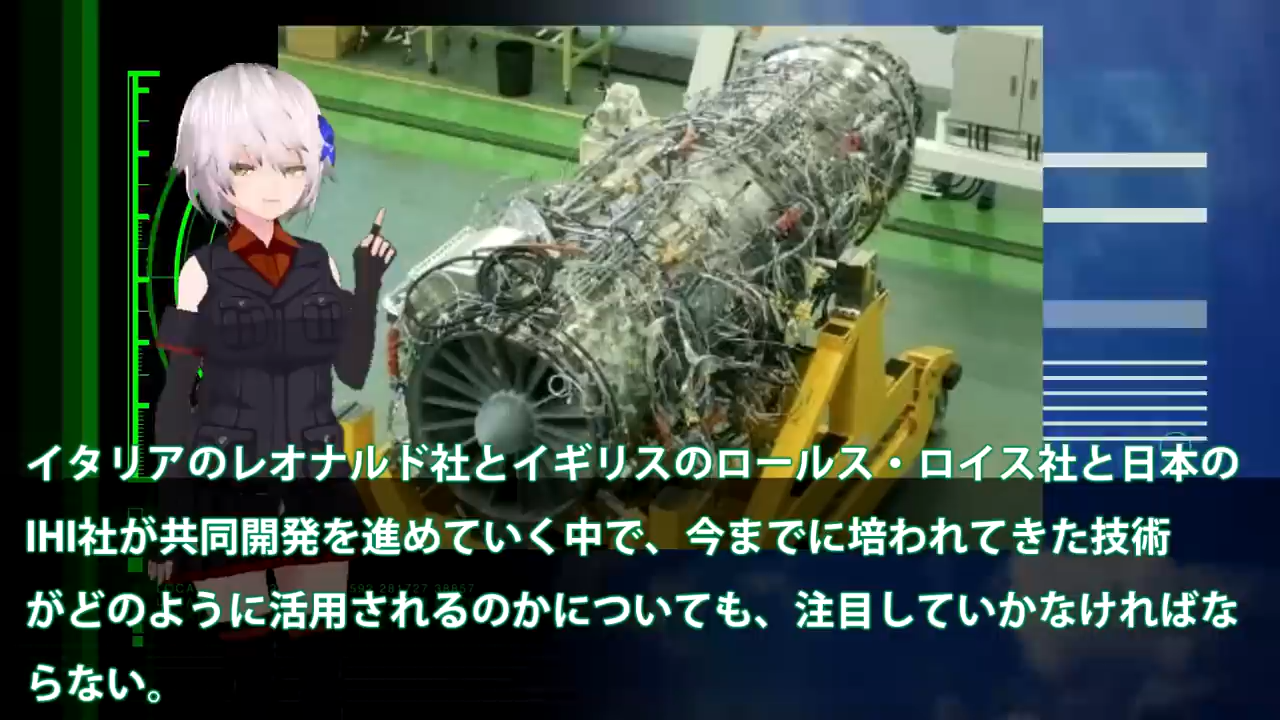 イタリアのレオナルド社とイギリスのロールス・ロイス社と日本の
IHI社が共同開発を進めていく中で、今までに培われてきた技術
がどのように活用されるのかについても、注目していかなければな
らない。